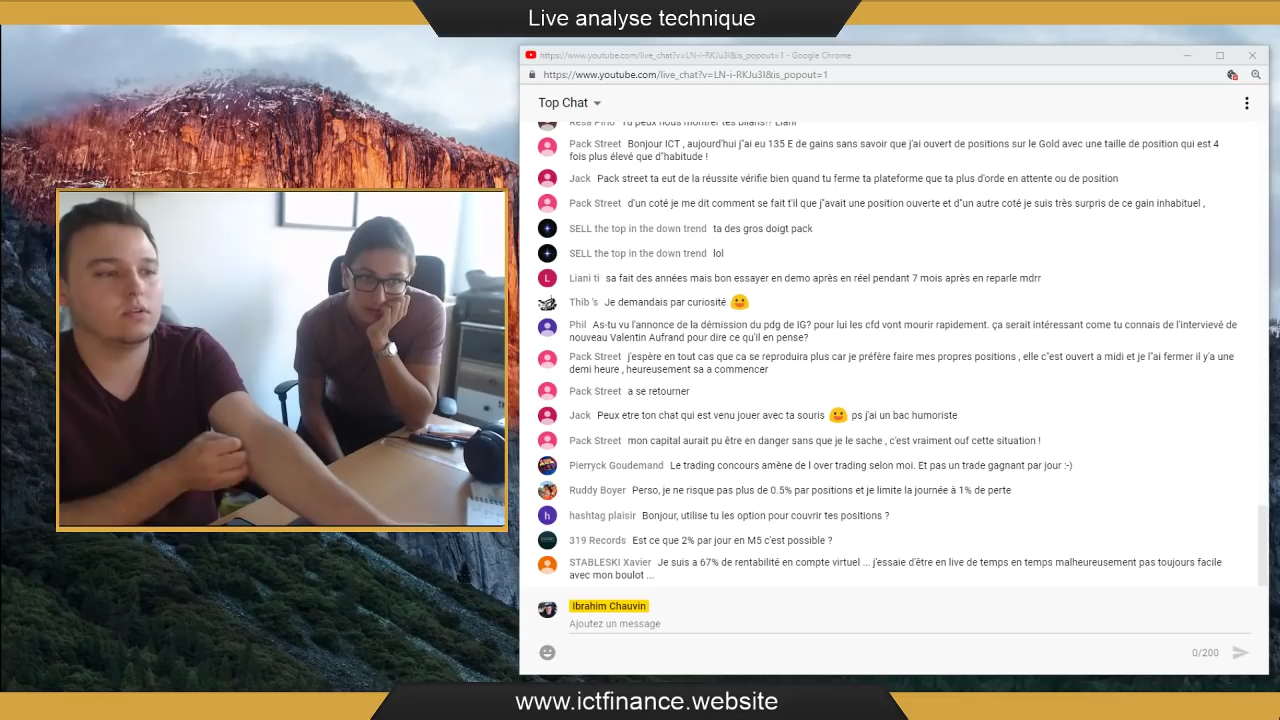 Live analyse technique
https://www.youtube.com/live_chat?v=LN-i-RKJu3I&is_popout=1 - Google Chrome
https://www.youtube.com/live_chat?v=LN-i-RKJu3I&is_popout=1
Top Chat
Resa Pino Tu peux nous montrer tes bilans!? Liani
Pack Street Bonjour ICT , aujourd'hui j"ai eu 135 E de gains sans savoir que j'ai ouvert de positions sur le Gold avec une taille de position qui est 4
fois plus élevé que d"habitude !
Jack Pack street ta eut de la réussite vérifie bien quand tu ferme ta plateforme que ta plus d'orde en attente ou de position
Pack Street d'un coté je me dit comment se fait t'il que j"avait une position ouverte et d"un autre coté je suis très surpris de ce gain inhabituel ,
SELL the top in the down trend ta des gros doigt pack
SELL the top in the down trend lol
L Liani ti sa fait des années mais bon essayer en demo après en réel pendant 7 mois après en reparle mdrr
Thib 's Je demandais par curiosité
Phil As-tu vu l'annonce de la démission du pdg de IG? pour lui les cfd vont mourir rapidement. ça serait intéressant come tu connais de l'intervievé de
nouveau Valentin Aufrand pour dire ce qu'il en pense?
Pack Street j'espère en tout cas que ca se reproduira plus car je préfère faire mes propres positions , elle c"est ouvert a midi et je l"ai fermer il y'a une
demi heure , heureusement sa a commencer
Pack Street a se retourner
Jack Peux etre ton chat qui est venu jouer avec ta souris ps j'ai un bac humoriste
Pack Street mon capital aurait pu être en danger sans que je le sache , c'est vraiment ouf cette situation !
Pierryck Goudemand Le trading concours amène de l over trading selon moi. Et pas un trade gagnant par jour :-)
Ruddy Boyer Perso, je ne risque pas plus de 0.5% par positions et je limite la journée à 1% de perte
h hashtag plaisir Bonjour, utilise tu les option pour couvrir tes positions ?
319 Records Est ce que 2% par jour en M5 c'est possible ?
STABLESKI Xavier Je suis a 67% de rentabilité en compte virtuel ... j'essaie d'être en live de temps en temps malheureusement pas toujours facile
avec mon boulot ...
Ibrahim Chauvin
Ajoutez un message
0/200
www.ictfinance.website